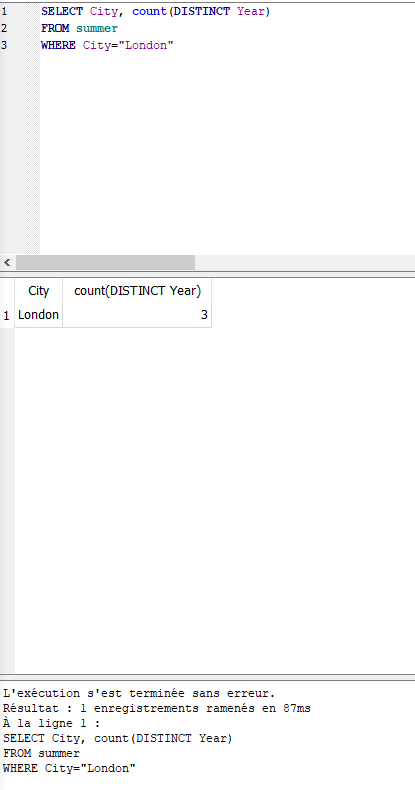 1 SELECT City, count(DISTINCT Year)
2 FROM summer
3 WHERE City="London"
City count(DISTINCT Year)
1 London 3
L'exécution s'est terminée sans erreur.
Résultat : 1 enregistrements ramenés en 87ms
À la ligne 1 :
SELECT City, count(DISTINCT Year)
FROM summer
WHERE City="London"